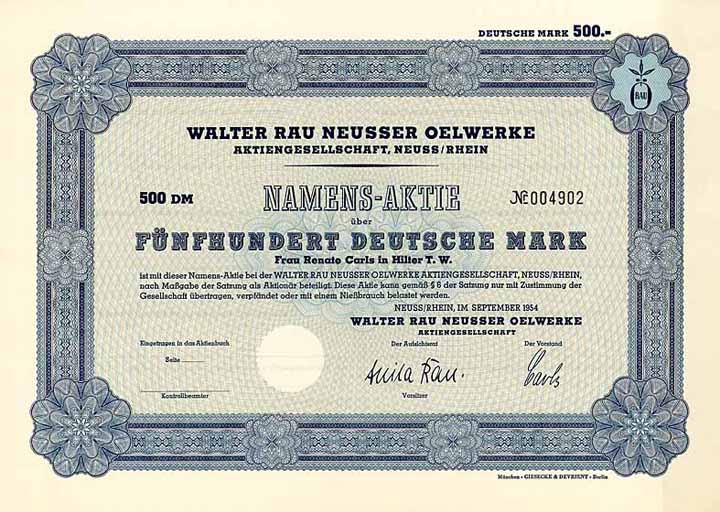 DEUTSCHE MARK 500.-
RAU
WALTER RAU NEUSSER OELWERKE
AKTIENGESELLSCHAFT, NEUSS/RHEIN
500 DM NAMENS-AKTIE № 004902
über
FÜNFHUNDERT DEUTSCHE MARK
Frau Renate Carls in Hilter T. W.
ist mit dieser Namens-Aktie bei der WALTER RAU NEUSSER OELWERKE AKTIENGESELLSCHAFT, NEUSS/RHEIN,
nach Maßgabe der Satzung als Aktionär beteiligt. Diese Aktie kann gemäß § 6 der Satzung nur mit Zustimmung der
Gesellschaft übertragen, verpfändet oder mit einem Nießbrauch belastet werden.
NEUSS/RHEIN, IM SEPTEMBER 1954
WALTER RAU NEUSSER OELWERKE
AKTIENGESELLSCHAFT
Eingetragen in das Aktienbuch Der Aufsichtsrat Der Vorstand
Seite
Anita Rau. Carls
Kontrollbeamter Vorsitzer
München · GIESECKE & DEVRIENT · Berlin